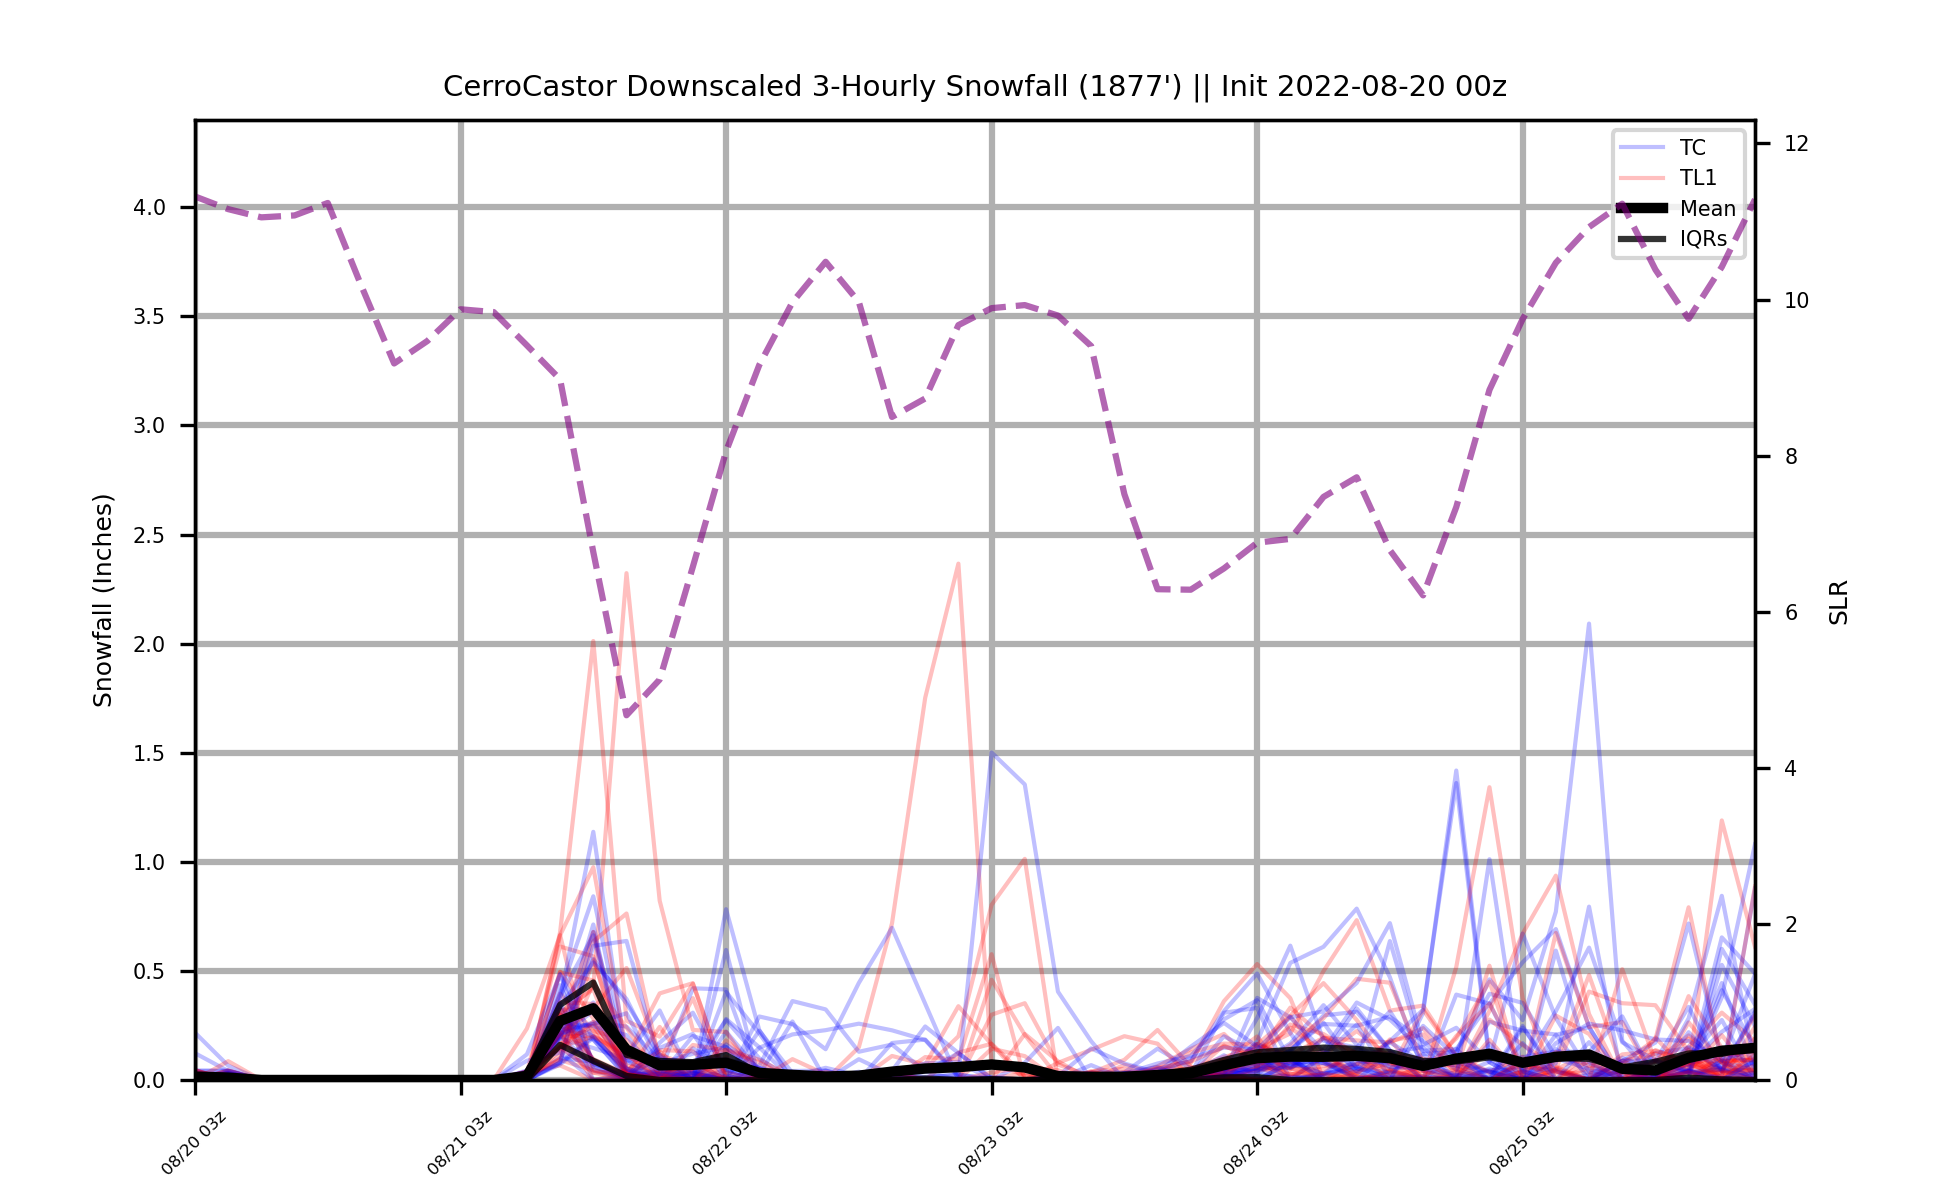 CerroCastor Downscaled 3-Hourly Snowfall (1877') || Init 2022-08-20 00z
TC
TL1
Mean
IQRs
Snowfall (Inches)
4.0
3.5
3.0
2.5
2.0
1.5
1.0
0.5
0.0
12
10
8
6
4
2
0
SLR
08/20 03z
08/21 03z
08/22 03z
08/23 03z
08/24 03z
08/25 03z